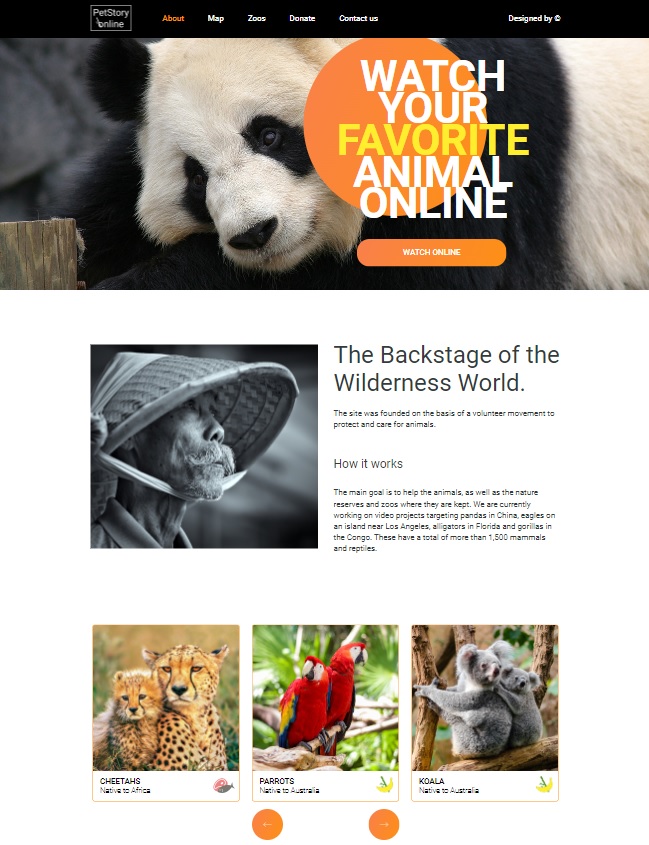 PetStory
online
About Map Zoos Donate Contact us Designed by ©
WATCH
YOUR
FAVORITE
ANIMAL
ONLINE
WATCH ONLINE
The Backstage of the
Wilderness World.
The site was founded on the basis of a volunteer movement to
protect and care for animals.
How it works
The main goal is to help the animals, as well as the nature
reserves and zoos where they are kept. We are currently
working on video projects targeting pandas in China, eagles on
an island near Los Angeles, alligators in Florida and gorillas in
the Congo. These have a total of more than 1,500 mammals
and reptiles.
CHEETAHS
Native to Africa
PARROTS
Native to Australia
KOALA
Native to Australia
← →